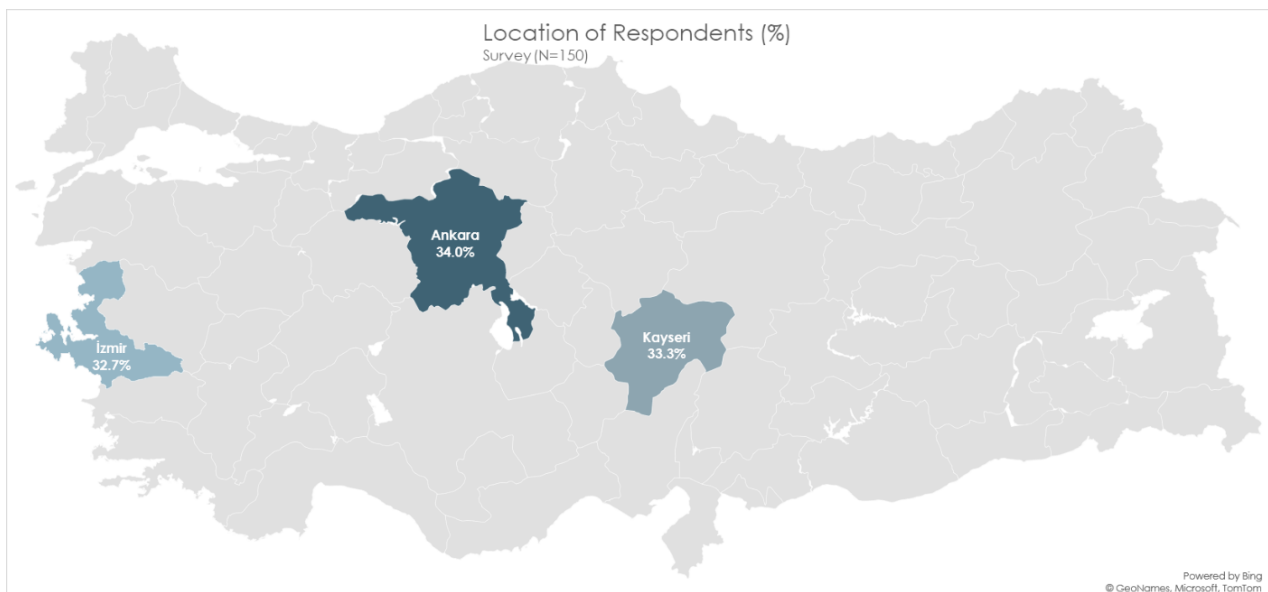 Location of Respondents (%)
Survey (N=150)
Ankara
34.0%
Kayseri
33.3%
İzmir
32.7%
Powered by Bing
© GeoNames, Microsoft, TomTom